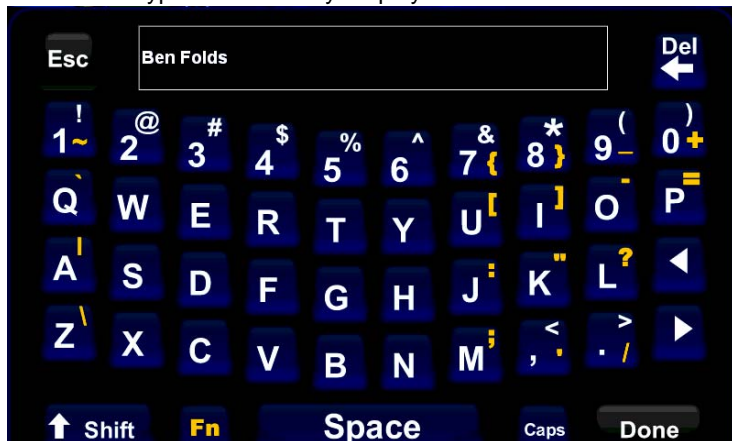 Esc Ben Folds Del
! @ # $ % ^ & * ( )
1 ~ 2 3 4 5 6 7 { 8 } 9 _ 0 +
Q ` W E R T Y U [ I ] O - P =
A | S D F G H J : K " L ?
Z \ X C V B N M ; , < ' . > /
Shift Fn Space Caps Done